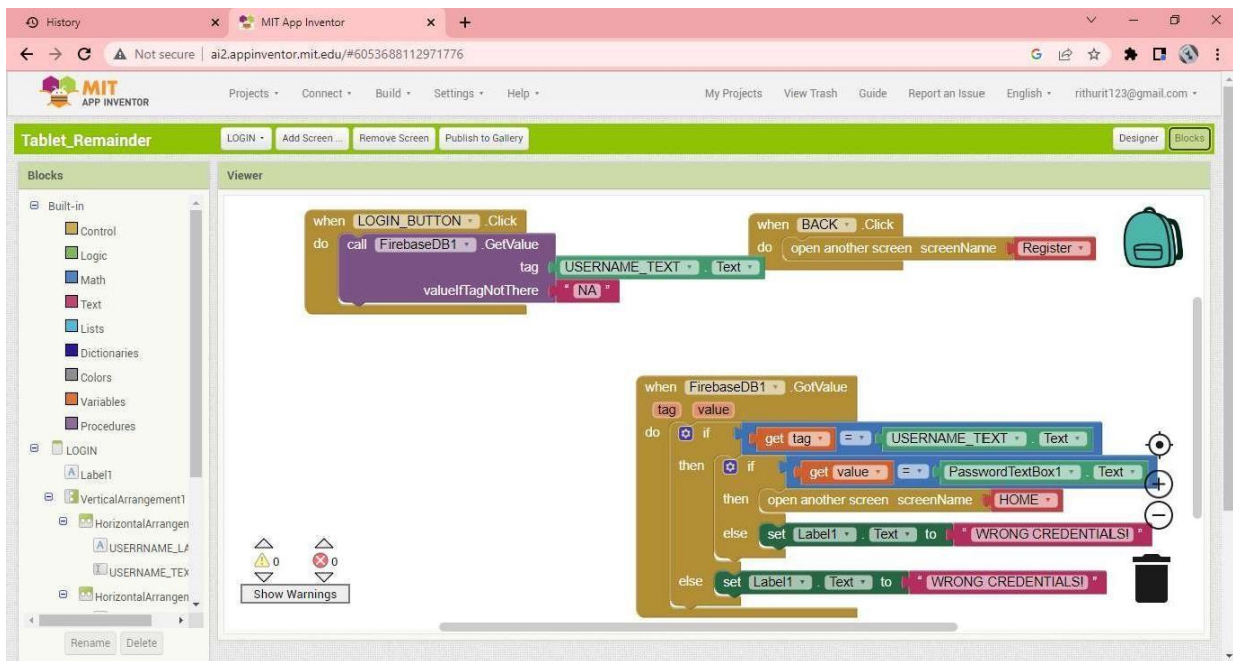 History
MIT App Inventor
Not secure | ai2.appinventor.mit.edu/#6053688112971776
MIT
APP INVENTOR
Projects Connect Build Settings Help My Projects View Trash Guide Report an Issue English rithurit123@gmail.com
Tablet_Remainder LOGIN Add Screen ... Remove Screen Publish to Gallery Designer Blocks
Blocks
Viewer
Built-in
Control
Logic
Math
Text
Lists
Dictionaries
Colors
Variables
Procedures
LOGIN
Label1
VerticalArrangement1
HorizontalArrangen
USERRNAME_LA
USERNAME_TEX
HorizontalArrangen
Rename Delete
when LOGIN_BUTTON .Click
do call FirebaseDB1 .GetValue
tag USERNAME_TEXT . Text
valueIfTagNotThere " NA "
when BACK .Click
do open another screen screenName Register
when FirebaseDB1 .GotValue
tag value
do if get tag = USERNAME_TEXT . Text
then if get value = PasswordTextBox1 . Text
then open another screen screenName HOME
else set Label1 . Text to " WRONG CREDENTIALS! "
else set Label1 . Text to " WRONG CREDENTIALS! "
0 0
Show Warnings